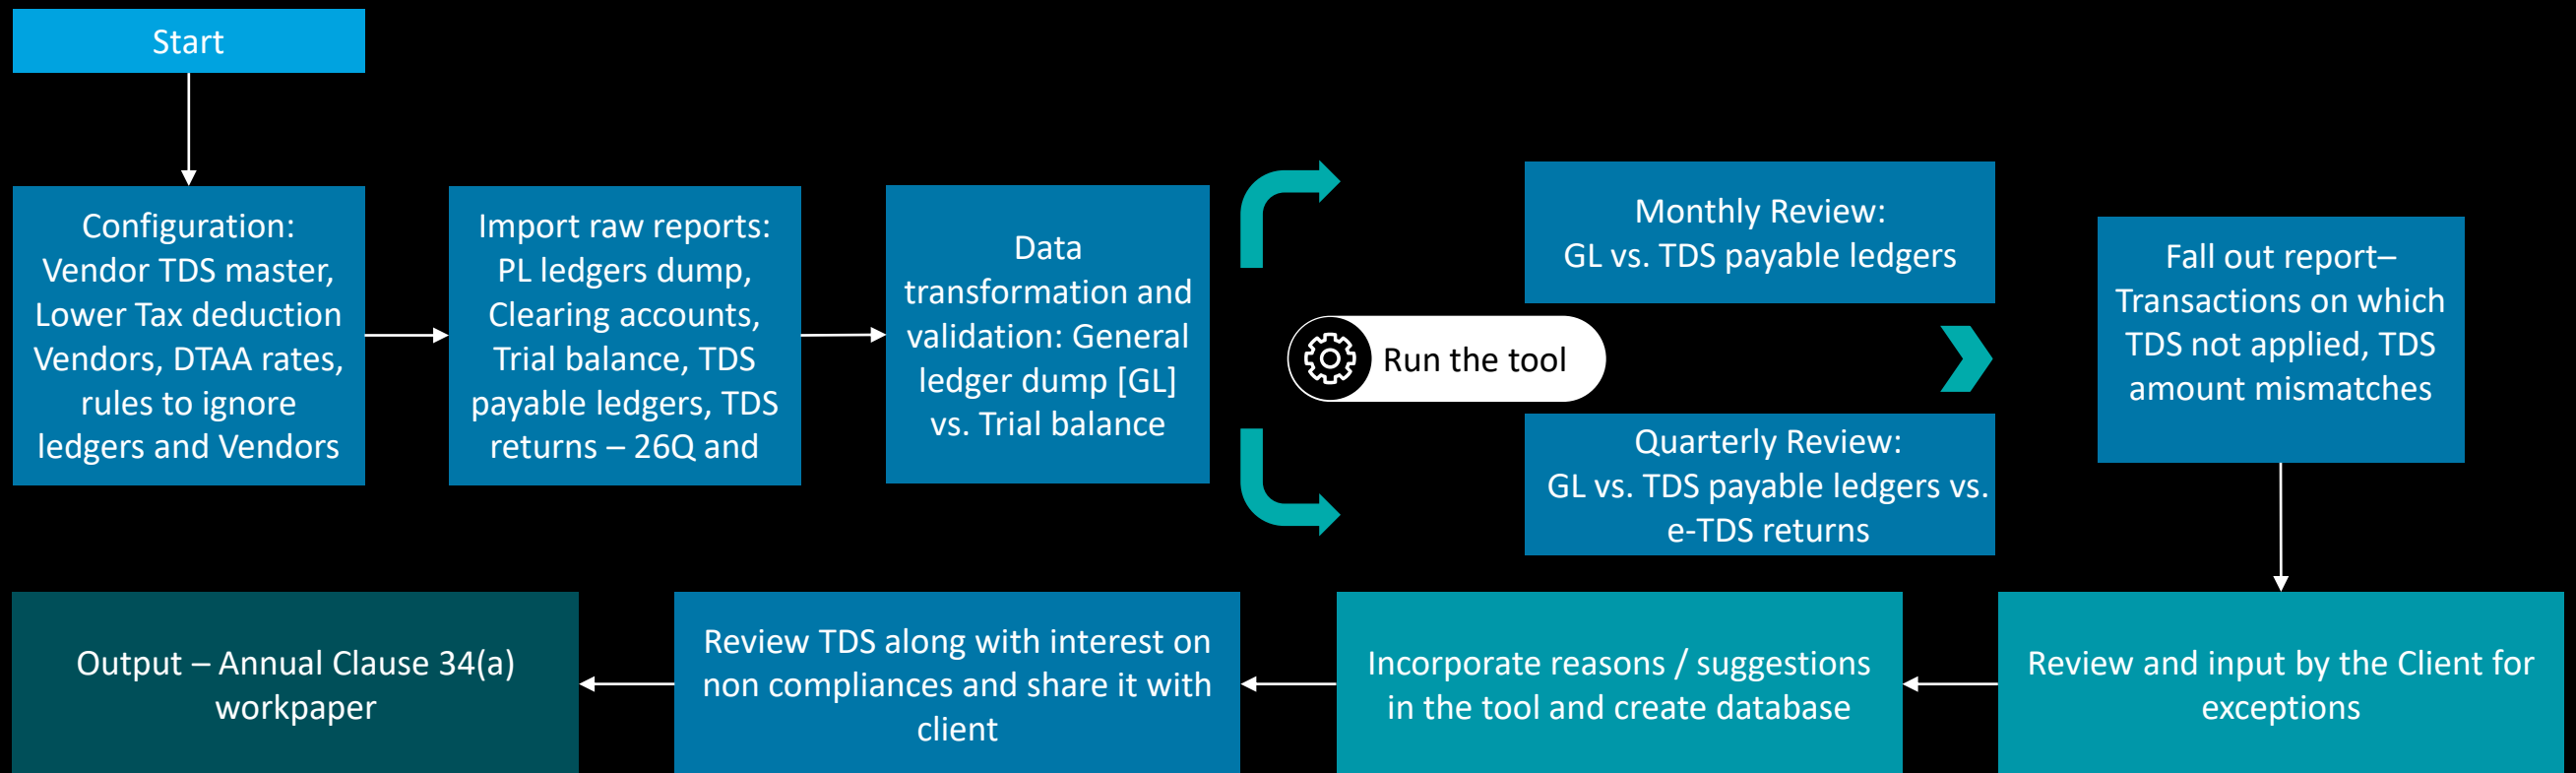 Start
Configuration:
Vendor TDS master,
Lower Tax deduction
Vendors, DTAA rates,
rules to ignore
ledgers and Vendors
Import raw reports:
PL ledgers dump,
Clearing accounts,
Trial balance, TDS
payable ledgers, TDS
returns – 26Q and
Data
transformation and
validation: General
ledger dump [GL]
vs. Trial balance
Run the tool
Monthly Review:
GL vs. TDS payable ledgers
Quarterly Review:
GL vs. TDS payable ledgers vs.
e-TDS returns
Fall out report–
Transactions on which
TDS not applied, TDS
amount mismatches
Review and input by the Client for
exceptions
Incorporate reasons / suggestions
in the tool and create database
Review TDS along with interest on
non compliances and share it with
client
Output – Annual Clause 34(a)
workpaper